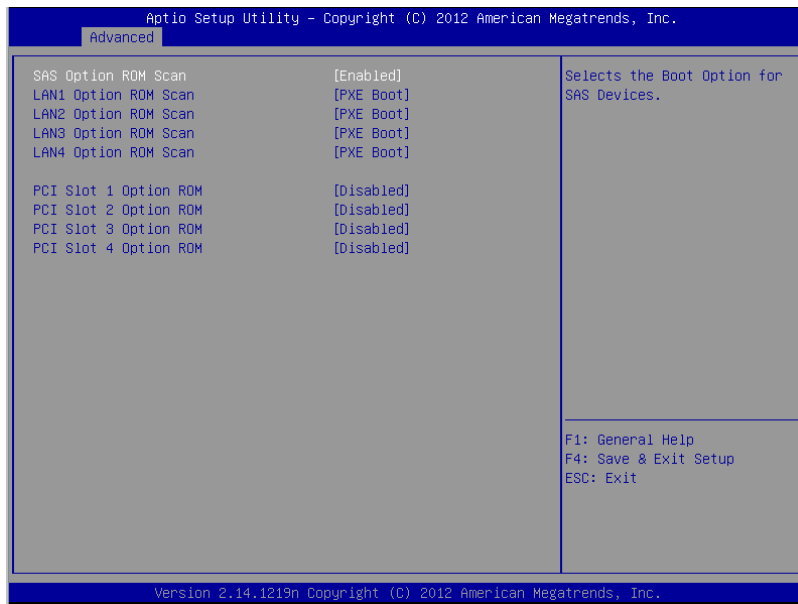 Aptio Setup Utility – Copyright (C) 2012 American Megatrends, Inc.
Advanced
SAS Option ROM Scan [Enabled]
LAN1 Option ROM Scan [PXE Boot]
LAN2 Option ROM Scan [PXE Boot]
LAN3 Option ROM Scan [PXE Boot]
LAN4 Option ROM Scan [PXE Boot]
PCI Slot 1 Option ROM [Disabled]
PCI Slot 2 Option ROM [Disabled]
PCI Slot 3 Option ROM [Disabled]
PCI Slot 4 Option ROM [Disabled]
Selects the Boot Option for
SAS Devices.
F1: General Help
F4: Save & Exit Setup
ESC: Exit
Version 2.14.1219n Copyright (C) 2012 American Megatrends, Inc.